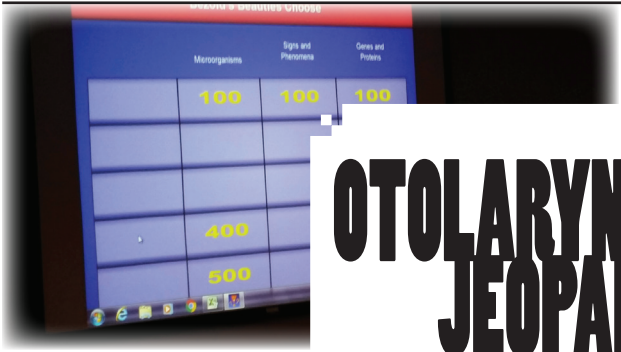 Bezold's Beauties Choose
Microorganisms
Signs and
Phenomena
Genes and
Proteins
100 100 100
400
500
OTOLARYN
JEOPA